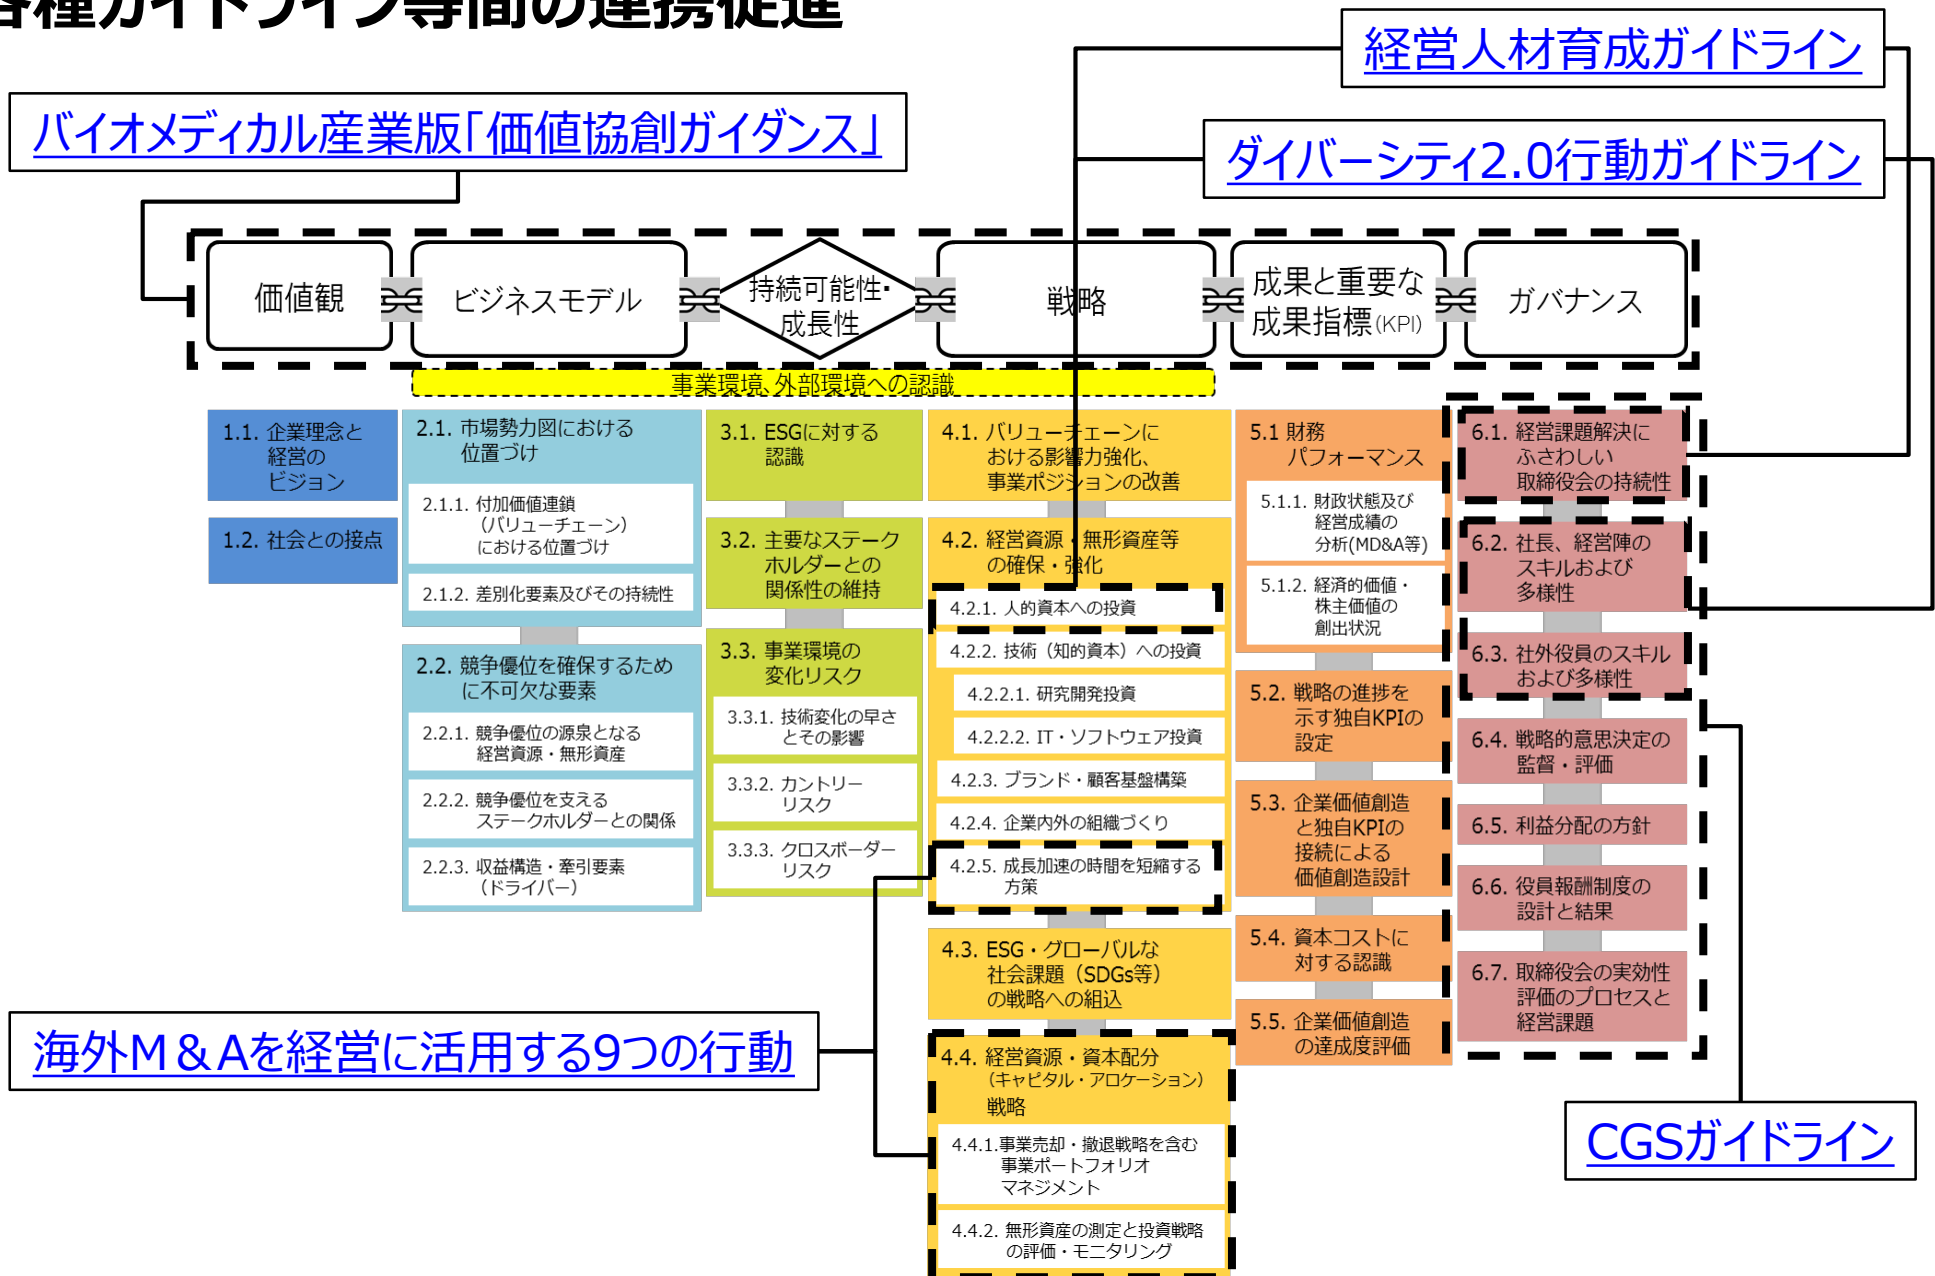 各種ガイドライン等間の連携促進
経営人材育成ガイドライン
バイオメディカル産業版「価値協創ガイダンス」
ダイバーシティ2.0行動ガイドライン
価値観
ビジネスモデル
持続可能性・
成長性
戦略
成果と重要な
成果指標(KPI)
ガバナンス
事業環境、外部環境への認識
1.1. 企業理念と
経営の
ビジョン
1.2. 社会との接点
2.1. 市場勢力図における
位置づけ
2.1.1. 付加価値連鎖
（バリューチェーン）
における位置づけ
2.1.2. 差別化要素及びその持続性
2.2. 競争優位を確保するため
に不可欠な要素
2.2.1. 競争優位の源泉となる
経営資源・無形資産
2.2.2. 競争優位を支える
ステークホルダーとの関係
2.2.3. 収益構造・牽引要素
（ドライバー）
3.1. ESGに対する
認識
3.2. 主要なステーク
ホルダーとの
関係性の維持
3.3. 事業環境の
変化リスク
3.3.1. 技術変化の早さ
とその影響
3.3.2. カントリー
リスク
3.3.3. クロスボーダー
リスク
4.1. バリューチェーンに
おける影響力強化、
事業ポジションの改善
4.2. 経営資源・無形資産等
の確保・強化
4.2.1. 人的資本への投資
4.2.2. 技術（知的資本）への投資
4.2.2.1. 研究開発投資
4.2.2.2. IT・ソフトウェア投資
4.2.3. ブランド・顧客基盤構築
4.2.4. 企業内外の組織づくり
4.2.5. 成長加速の時間を短縮する
方策
4.3. ESG・グローバルな
社会課題（SDGs等）
の戦略への組込
4.4. 経営資源・資本配分
（キャピタル・アロケーション）
戦略
4.4.1.事業売却・撤退戦略を含む
事業ポートフォリオ
マネジメント
4.4.2. 無形資産の測定と投資戦略
の評価・モニタリング
5.1 財務
パフォーマンス
5.1.1. 財政状態及び
経営成績の
分析(MD&A等)
5.1.2. 経済的価値・
株主価値の
創出状況
5.2. 戦略の進捗を
示す独自KPIの
設定
5.3. 企業価値創造
と独自KPIの
接続による
価値創造設計
5.4. 資本コストに
対する認識
5.5. 企業価値創造
の達成度評価
6.1. 経営課題解決に
ふさわしい
取締役会の持続性
6.2. 社長、経営陣の
スキルおよび
多様性
6.3. 社外役員のスキル
および多様性
6.4. 戦略的意思決定の
監督・評価
6.5. 利益分配の方針
6.6. 役員報酬制度の
設計と結果
6.7. 取締役会の実効性
評価のプロセスと
経営課題
海外M＆Aを経営に活用する9つの行動
CGSガイドライン